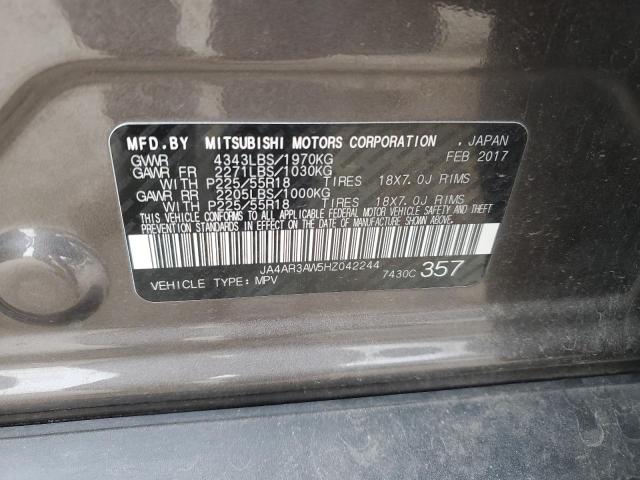 MFD.BY MITSUBISHI MOTORS CORPORATION . JAPAN
GVWR 4343LBS/1970KG FEB 2017
GAWR FR 2271LBS/1030KG
WITH P225/55R18 TIRES 18X7.0J RIMS
GAWR RR 2205LBS/1000KG
WITH P225/55R18 TIRES 18X7.0J RIMS
THIS VEHICLE CONFORMS TO ALL APPLICABLE FEDERAL MOTOR VEHICLE SAFETY AND THEFT
PREVENTION STANDARDS IN EFFECT ON THE DATE OF MANUFACTURE SHOWN ABOVE.
JA4AR3AW5HZ042244
VEHICLE TYPE: MPV 7430C 357